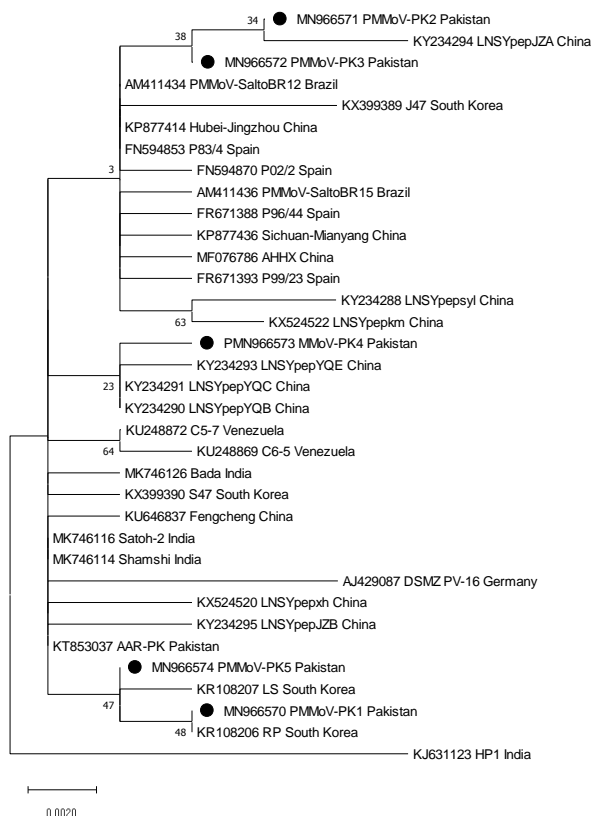 34
MN966571 PMMoV-PK2 Pakistan
38
KY234294 LNSYpepJZA China
MN966572 PMMoV-PK3 Pakistan
AM411434 PMMoV-SaltoBR12 Brazil
KX399389 J47 South Korea
KP877414 Hubei-Jingzhou China
FN594853 P83/4 Spain
3
FN594870 P02/2 Spain
AM411436 PMMoV-SaltoBR15 Brazil
FR671388 P96/44 Spain
KP877436 Sichuan-Mianyang China
MF076786 AHHX China
FR671393 P99/23 Spain
KY234288 LNSYpepsyl China
63
KX524522 LNSYpepkm China
PMN966573 MMoV-PK4 Pakistan
KY234293 LNSYpepYQE China
23
KY234291 LNSYpepYQC China
KY234290 LNSYpepYQB China
KU248872 C5-7 Venezuela
64
KU248869 C6-5 Venezuela
MK746126 Bada India
KX399390 S47 South Korea
KU646837 Fengcheng China
MK746116 Satoh-2 India
MK746114 Shamshi India
AJ429087 DSMZ PV-16 Germany
KX524520 LNSYpepxh China
KY234295 LNSYpepJZB China
KT853037 AAR-PK Pakistan
MN966574 PMMoV-PK5 Pakistan
KR108207 LS South Korea
47
MN966570 PMMoV-PK1 Pakistan
48
KR108206 RP South Korea
KJ631123 HP1 India
0.0020